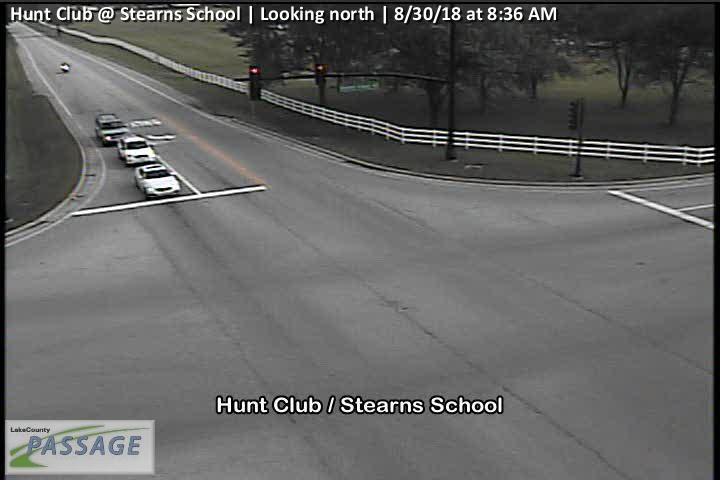 Hunt Club @ Stearns School | Looking north | 8/30/18 at 8:36 AM
Hunt Club / Stearns School
LakeCounty
PASSAGE